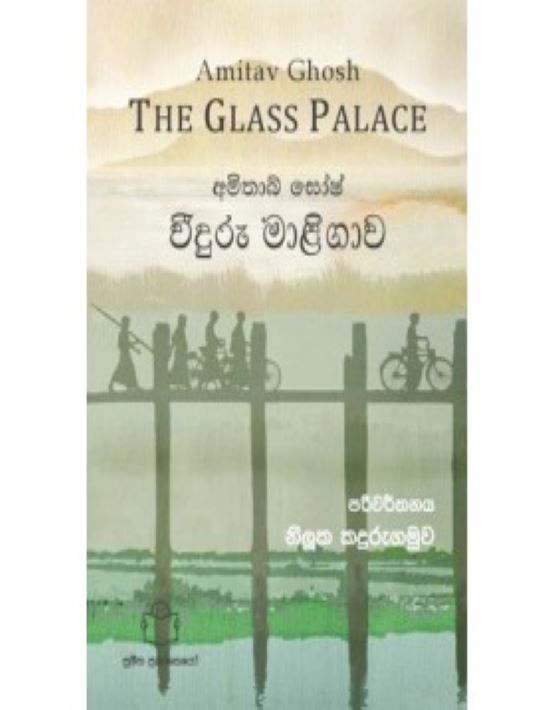 Amitav Ghosh
THE GLASS PALACE
අමිතාබ් ඝෝෂ්
වීදුරු මාළිගාව
පරිවර්තනය
නීලූක කදුරුගමුව